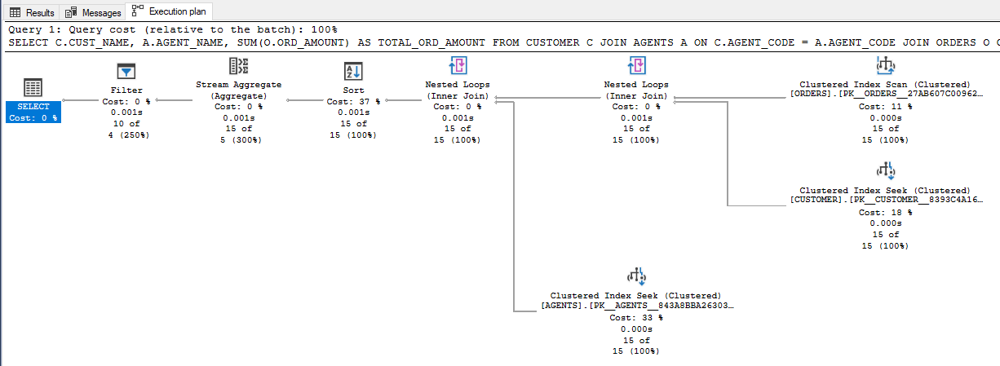 Results Messages Execution plan
Query 1: Query cost (relative to the batch): 100%
SELECT C.CUST_NAME, A.AGENT_NAME, SUM(O.ORD_AMOUNT) AS TOTAL_ORD_AMOUNT FROM CUSTOMER C JOIN AGENTS A ON C.AGENT_CODE = A.AGENT_CODE JOIN ORDERS O
SELECT
Cost: 0 %
Filter
Cost: 0 %
0.001s
10 of
4 (250%)
Stream Aggregate
(Aggregate)
Cost: 0 %
0.001s
15 of
5 (300%)
Sort
Cost: 37 %
0.001s
15 of
15 (100%)
Nested Loops
(Inner Join)
Cost: 0 %
0.001s
15 of
15 (100%)
Nested Loops
(Inner Join)
Cost: 0 %
0.001s
15 of
15 (100%)
Clustered Index Scan (Clustered)
[ORDERS].[PK__ORDERS__27AB607C00962…
Cost: 11 %
0.000s
15 of
15 (100%)
Clustered Index Seek (Clustered)
[CUSTOMER].[PK__CUSTOMER__8393C4A16…
Cost: 18 %
0.000s
15 of
15 (100%)
Clustered Index Seek (Clustered)
[AGENTS].[PK__AGENTS__843A8BBA26303…
Cost: 33 %
0.000s
15 of
15 (100%)